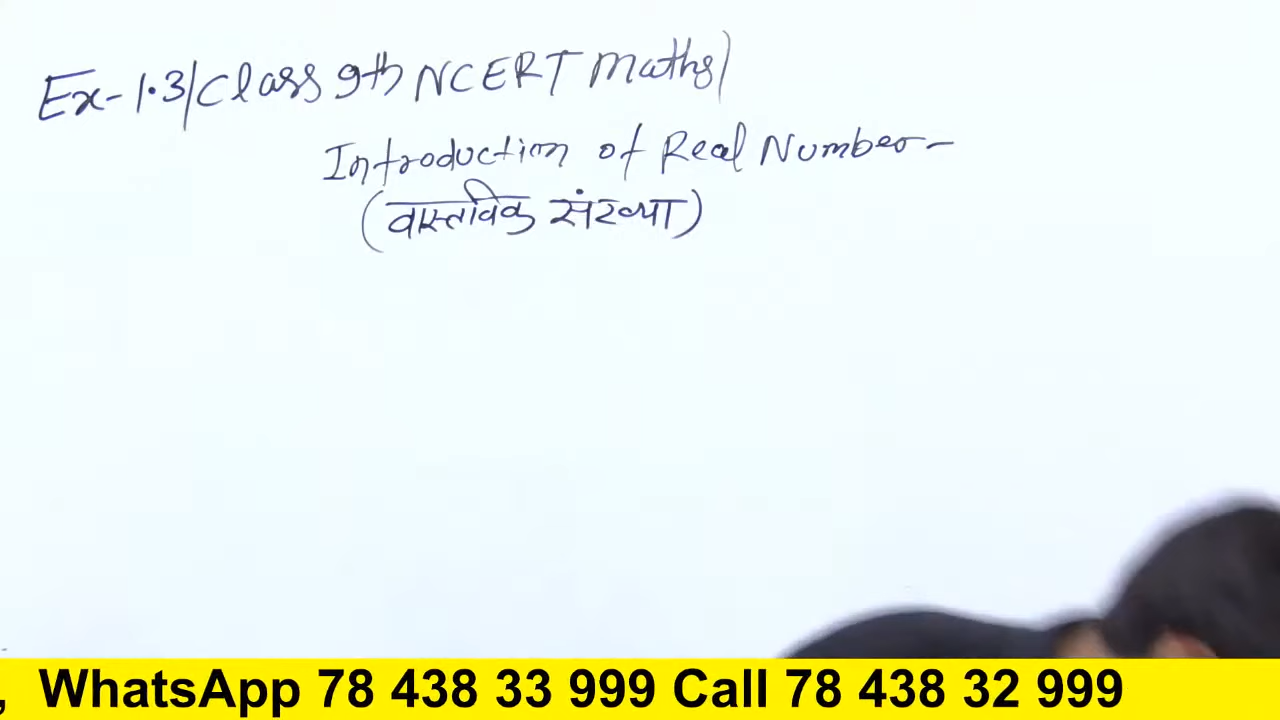 Ex-1.3/Class 9th NCERT Maths/
Introduction of Real Number-
(वास्तविक संख्या)
, WhatsApp 78 438 33 999 Call 78 438 32 999